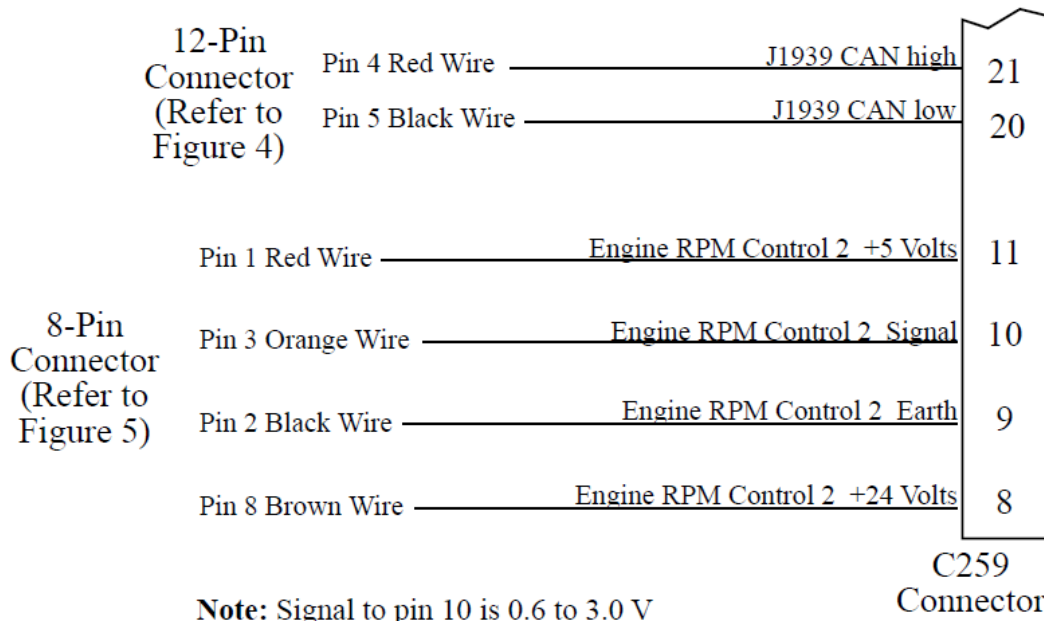 12-Pin
Connector
(Refer to
Figure 4)
Pin 4 Red Wire J1939 CAN high 21
Pin 5 Black Wire J1939 CAN low 20
8-Pin
Connector
(Refer to
Figure 5)
Pin 1 Red Wire Engine RPM Control 2 +5 Volts 11
Pin 3 Orange Wire Engine RPM Control 2 Signal 10
Pin 2 Black Wire Engine RPM Control 2 Earth 9
Pin 8 Brown Wire Engine RPM Control 2 +24 Volts 8
C259
Connector
Note: Signal to pin 10 is 0.6 to 3.0 V